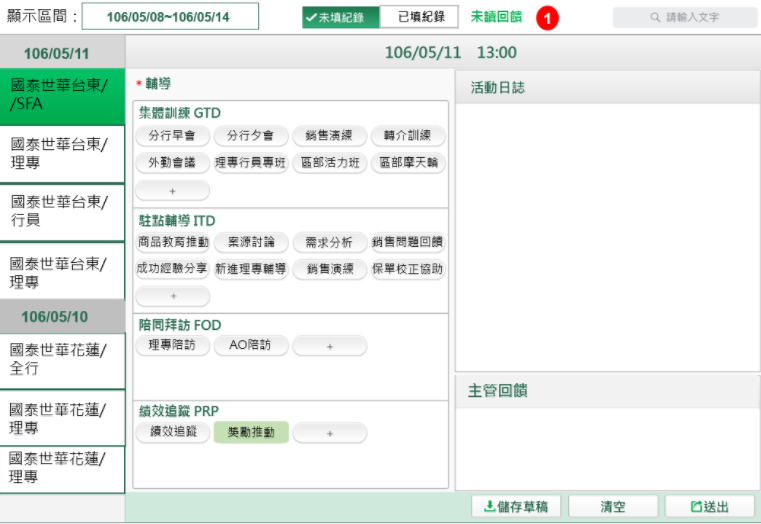 顯示區間： 106/05/08~106/05/14 未填紀錄 已填紀錄 未讀回饋 1 請輸入文字
106/05/11
國泰世華台東/
/SFA
國泰世華台東/
理專
國泰世華台東/
行員
國泰世華台東/
理專
106/05/10
國泰世華花蓮/
全行
國泰世華花蓮/
理專
國泰世華花蓮/
理專
106/05/11 13:00
* 輔導
集體訓練 GTD
分行早會 分行夕會 銷售演練 轉介訓練
外勤會議 理專行員專班 區部活力班 區部摩天輪
+
駐點輔導 ITD
商品教育推動 案源討論 需求分析 銷售問題回饋
成功經驗分享 新進理專輔導 銷售演練 保單校正協助
+
陪同拜訪 FOD
理專陪訪 AO陪訪 +
績效追蹤 PRP
績效追蹤 獎勵推動 +
活動日誌
主管回饋
儲存草稿 清空 送出